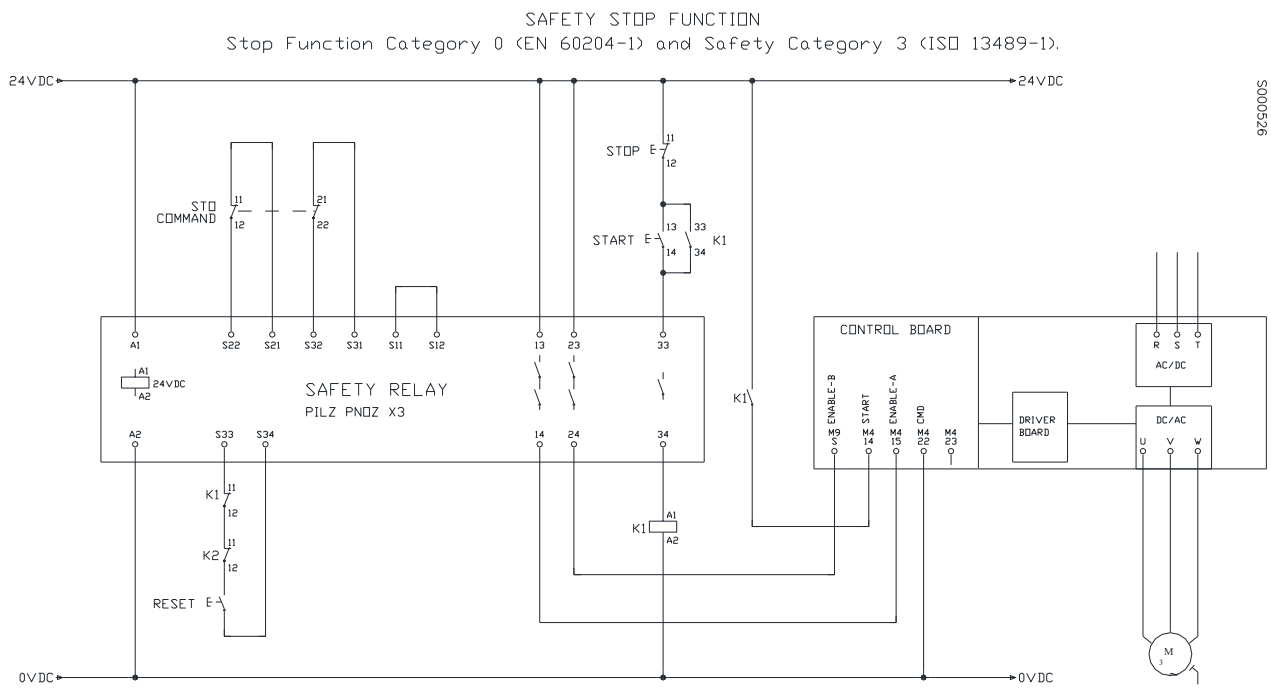 SAFETY STOP FUNCTION
Stop Function Category 0 (EN 60204-1) and Safety Category 3 (ISO 13489-1).
24VDC
24VDC
S000526
11
STOP
12
STO
COMMAND
11
12
21
22
START
13
14
33
34
K1
A1
S22
S21
S32
S31
S11
S12
13
23
33
A1
24VDC
A2
SAFETY RELAY
PILZ PNOZ X3
A2
S33
S34
14
24
34
K1
CONTROL BOARD
ENABLE-B
START
ENABLE-A
CMD
M9
S
M4
14
M4
15
M4
22
M4
23
DRIVER
BOARD
R
S
T
AC/DC
DC/AC
U
V
W
K1
11
12
K2
11
12
RESET
K1
A1
A2
M
3
0VDC
0VDC